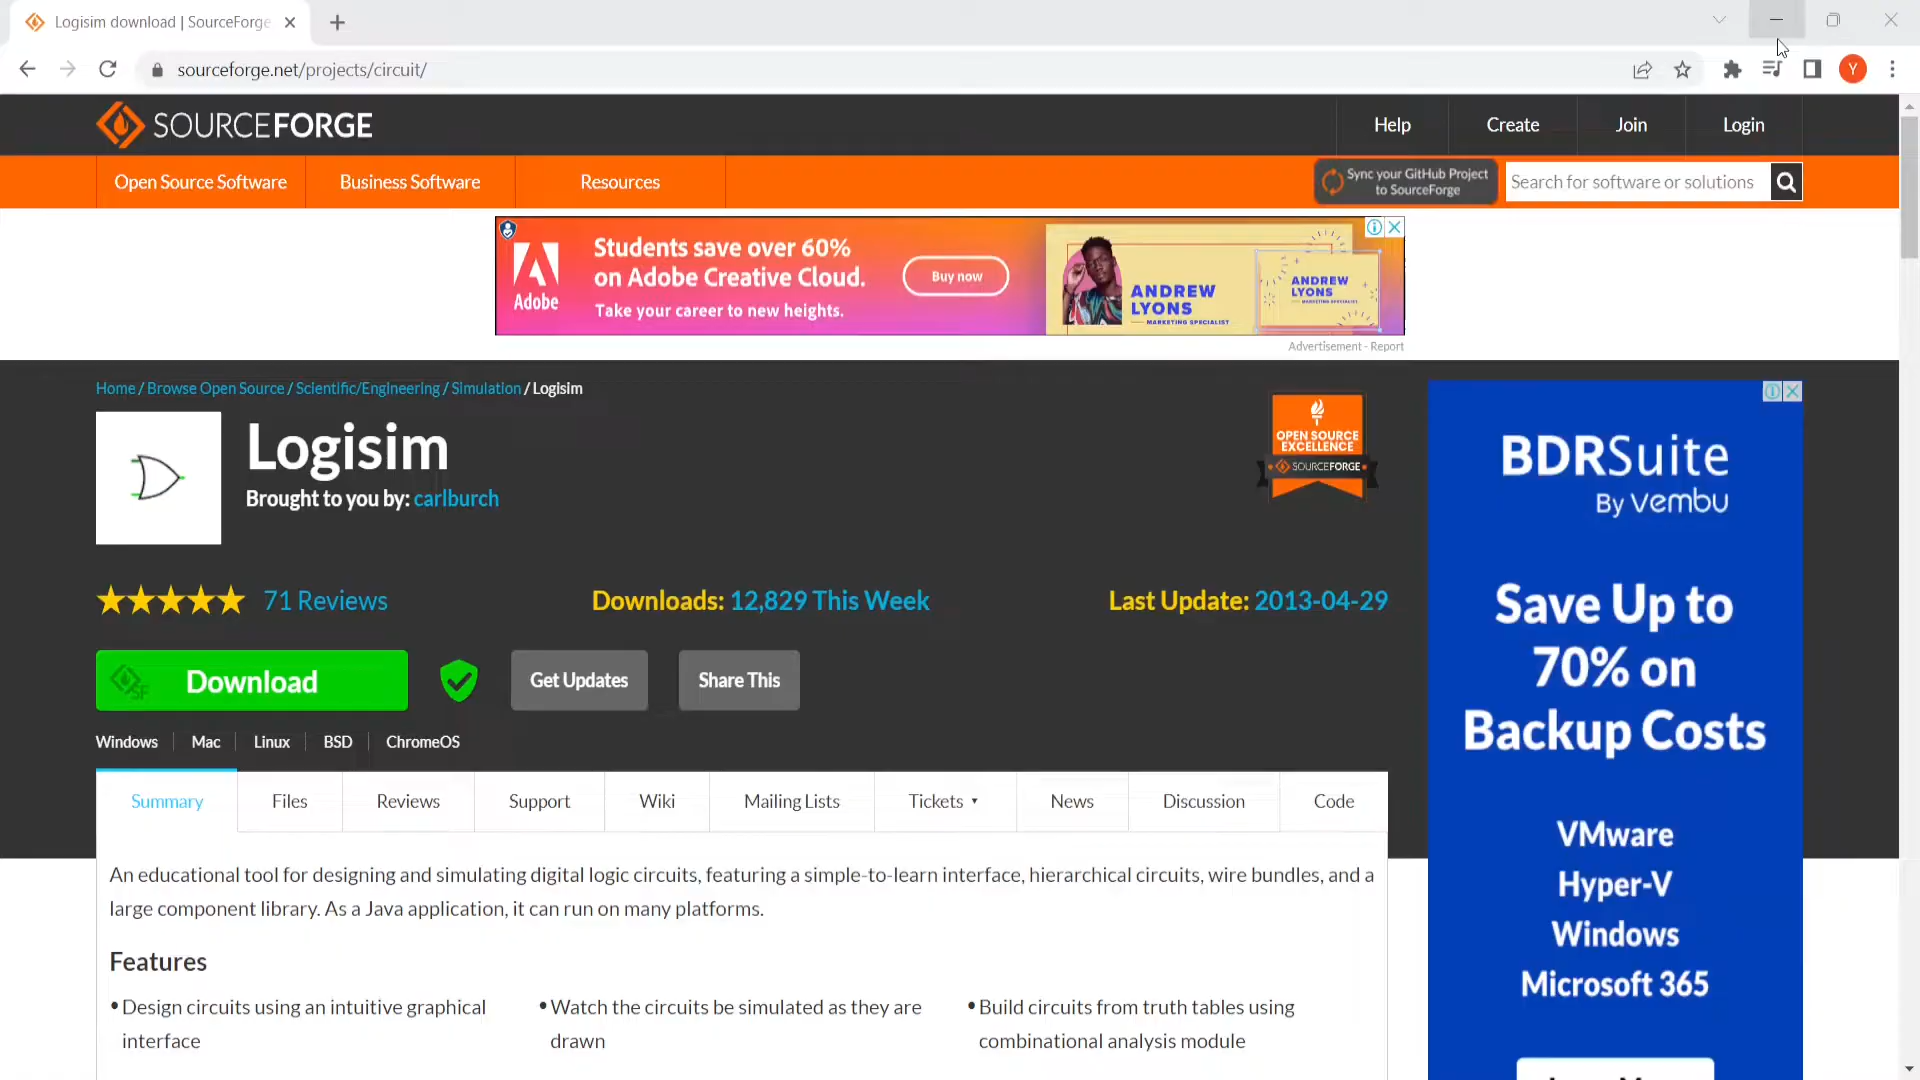 Logisim download | SourceForge
sourceforge.net/projects/circuit/
Y
SOURCEFORGE
Help
Create
Join
Login
Open Source Software
Business Software
Resources
Sync your GitHub Project
to SourceForge
Search for software or solutions
Adobe
Students save over 60%
on Adobe Creative Cloud.
Take your career to new heights.
Buy now
ANDREW
LYONS
MARKETING SPECIALIST
ANDREW
LYONS
Advertisement - Report
Home / Browse Open Source / Scientific/Engineering / Simulation / Logisim
Logisim
Brought to you by: carlburch
OPEN SOURCE
EXCELLENCE
SOURCEFORGE
71 Reviews
Downloads: 12,829 This Week
Last Update: 2013-04-29
SF
Download
Get Updates
Share This
Windows
Mac
Linux
BSD
ChromeOS
Summary
Files
Reviews
Support
Wiki
Mailing Lists
Tickets
News
Discussion
Code
An educational tool for designing and simulating digital logic circuits, featuring a simple-to-learn interface, hierarchical circuits, wire bundles, and a
large component library. As a Java application, it can run on many platforms.
Features
• Design circuits using an intuitive graphical
interface
• Watch the circuits be simulated as they are
drawn
• Build circuits from truth tables using
combinational analysis module
BDRSuite
By vembu
Save Up to
70% on
Backup Costs
VMware
Hyper-V
Windows
Microsoft 365